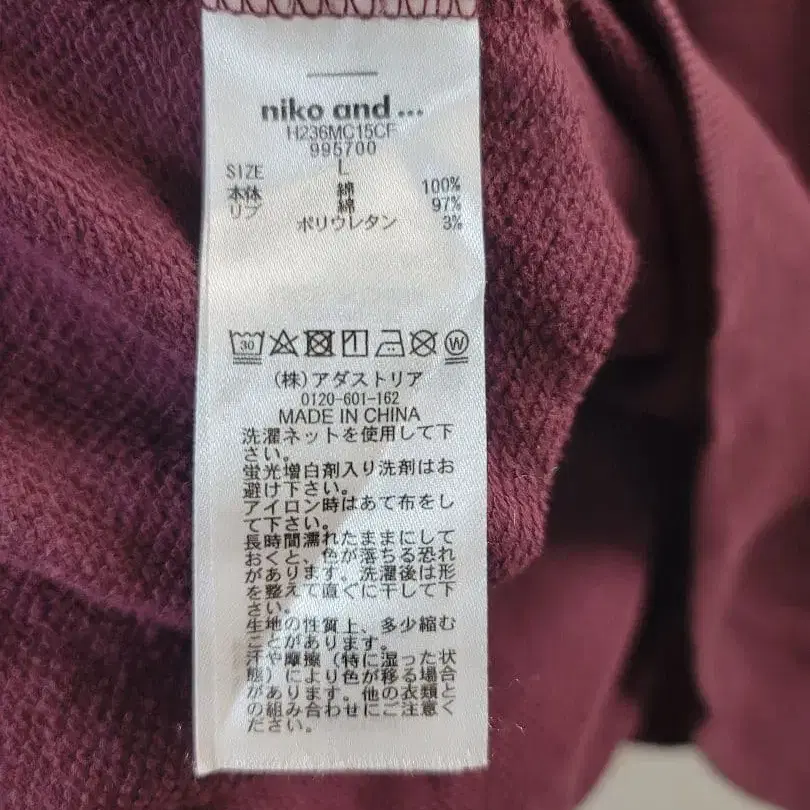 niko and ...
H236MC15CF
995700
SIZE L
本体 綿 100%
リブ 綿 97%
ポリウレタン 3%
30 W
(株)アダストリア
0120-601-162
MADE IN CHINA
洗濯ネットを使用して下
さい。
蛍光増白剤入り洗剤はお
避け下さい。
アイロン時はあて布をし
て下さい。
長時間濡れたままにして
おくと、色が落ちる恐れ
があります。洗濯後は形
を整えて直ぐに干して下
さい。
生地の性質上、多少縮む
ことがあります。
汗や摩擦(特に湿った状
態)により色が移る場合
があります。他の衣類と
の組み合わせにご注意く
ださい。